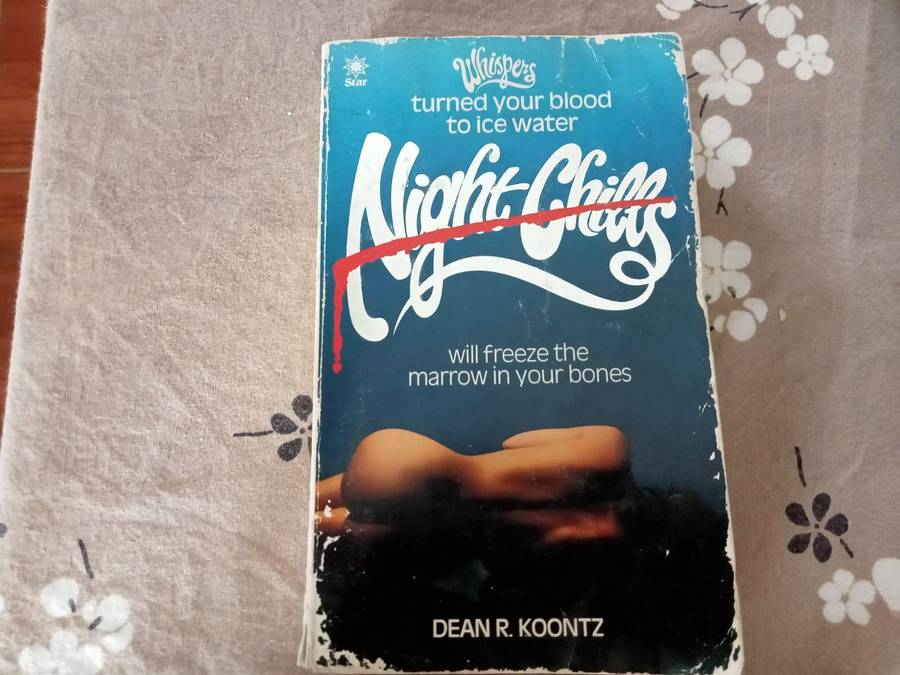 Star
Whispers
turned your blood
to ice water
Night Chills
will freeze the
marrow in your bones
DEAN R. KOONTZ